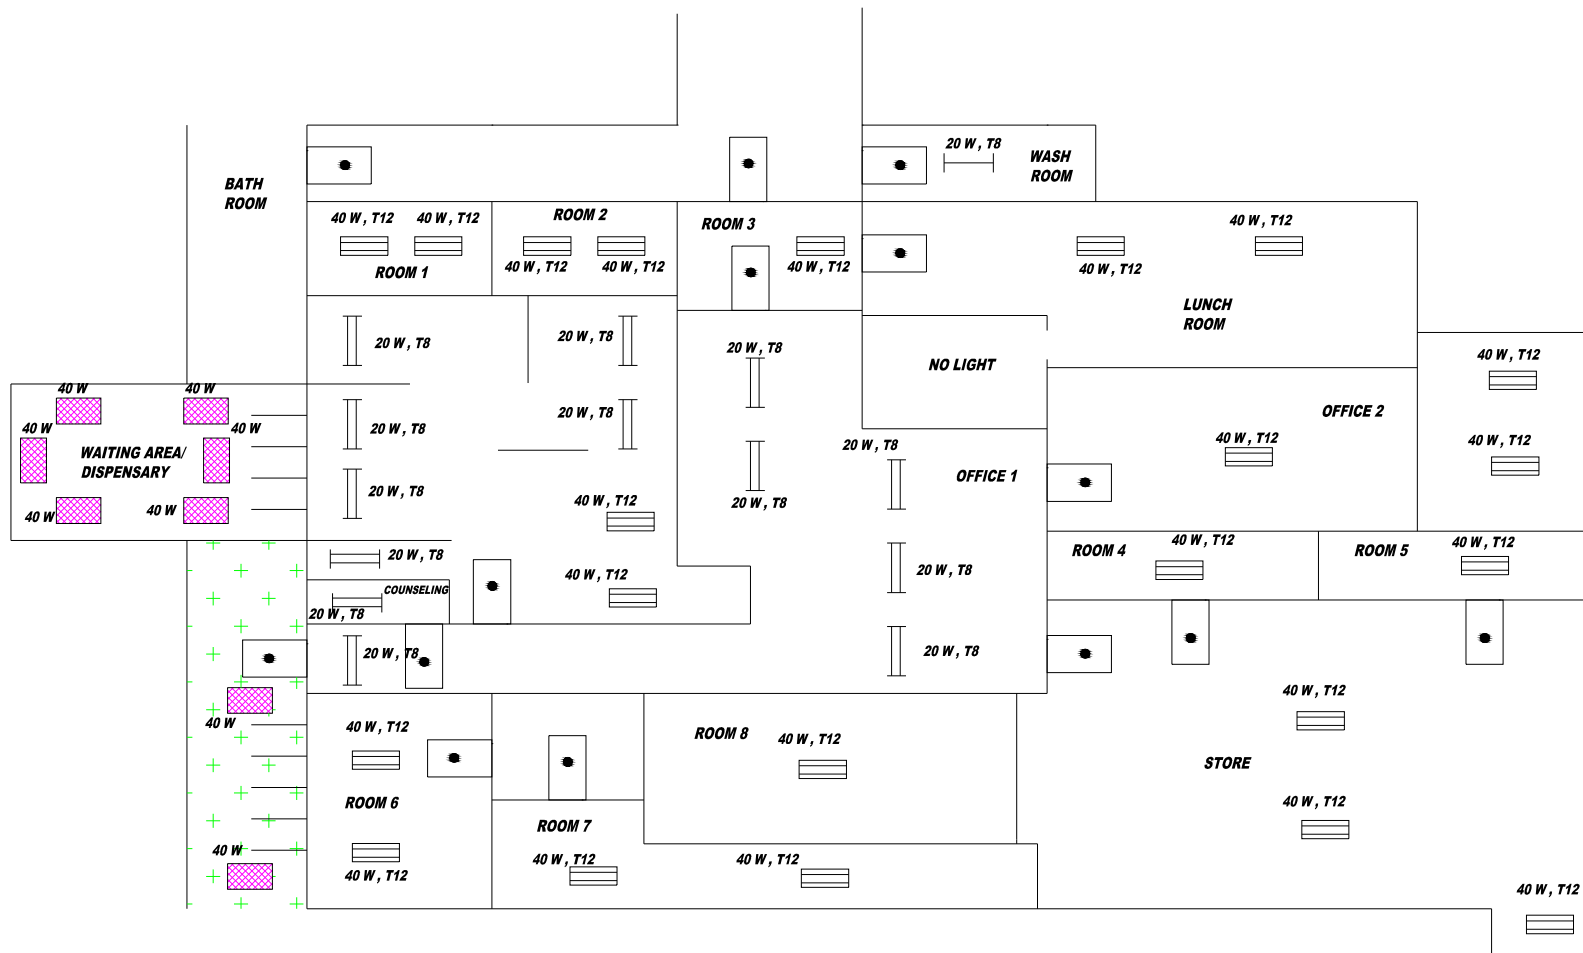 20 W , T8
WASH
ROOM
BATH
ROOM
40 W , T12
40 W , T12
ROOM 2
ROOM 3
40 W , T12
ROOM 1
40 W , T12
40 W , T12
40 W , T12
40 W , T12
LUNCH
ROOM
20 W , T8
20 W , T8
20 W , T8
NO LIGHT
40 W , T12
40 W
40 W
20 W , T8
20 W , T8
OFFICE 2
40 W
40 W
WAITING AREA/
DISPENSARY
20 W , T8
40 W , T12
40 W , T12
OFFICE 1
20 W , T8
20 W , T8
40 W
40 W
40 W , T12
20 W , T8
ROOM 4
40 W , T12
ROOM 5
40 W , T12
20 W , T8
40 W , T12
COUNSELING
20 W , T8
20 W , T8
20 W , T8
40 W
40 W , T12
ROOM 8
40 W , T12
40 W , T12
STORE
ROOM 6
40 W , T12
ROOM 7
40 W
40 W , T12
40 W , T12
40 W , T12
40 W , T12